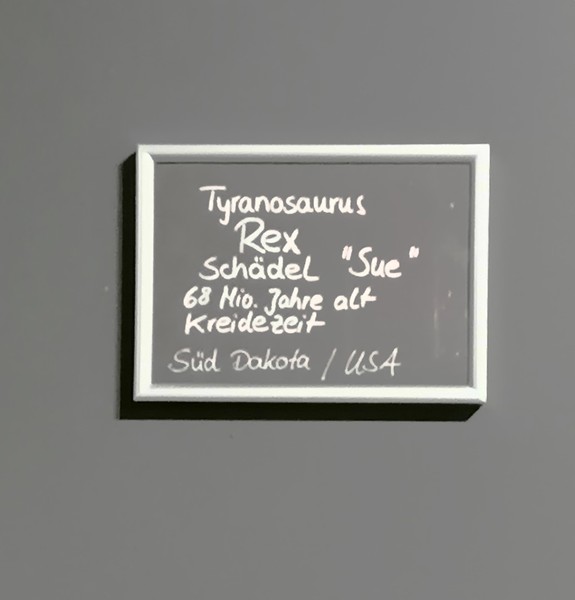 Tyranosaurus
Rex
Schädel "Sue"
68 Mio. Jahre alt
Kreidezeit
Süd Dakota / USA